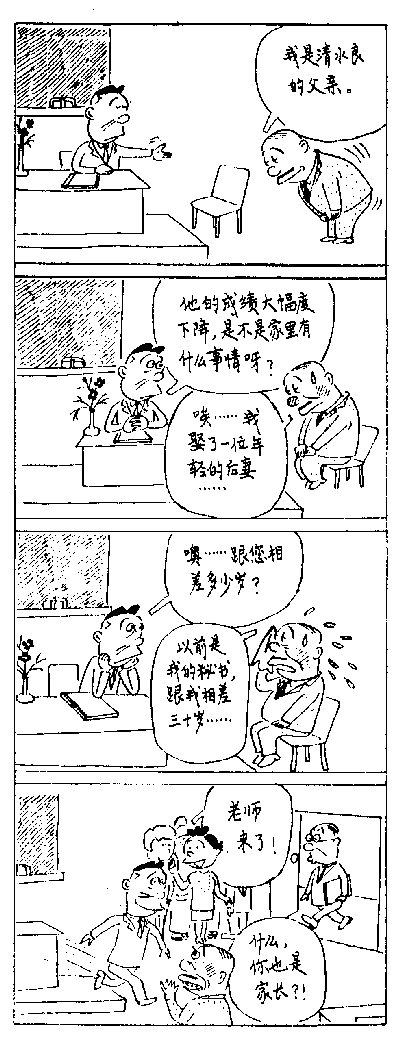 我是清水良
的父亲。
他的成绩大幅度
下降，是不是家里有
什么事情呀？
唉……我
娶了一位年
轻的后妻
……
噢……跟您相
差多少岁？
以前是
我的秘书，
跟我相差
三十岁……
老师
来了！
什么，
你也是
家长？！